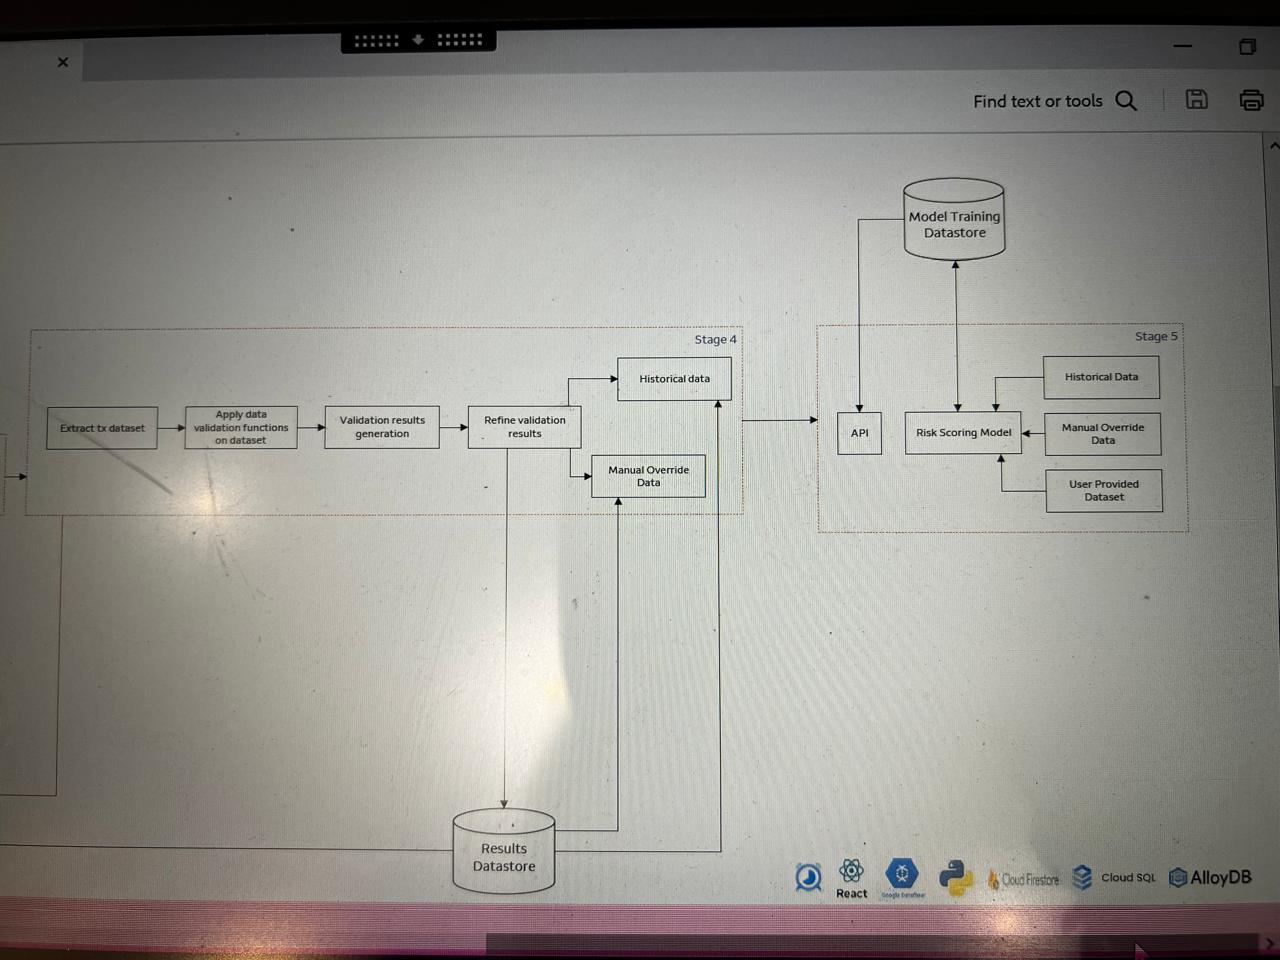 Find text or tools
Model Training
Datastore
Stage 4
Historical data
Extract tx dataset
Apply data
validation functions
on dataset
Validation results
generation
Refine validation
results
Manual Override
Data
Stage 5
Historical Data
API
Risk Scoring Model
Manual Override
Data
User Provided
Dataset
Results
Datastore
React
Google Dataflow
Cloud Firestore
Cloud SQL
AlloyDB